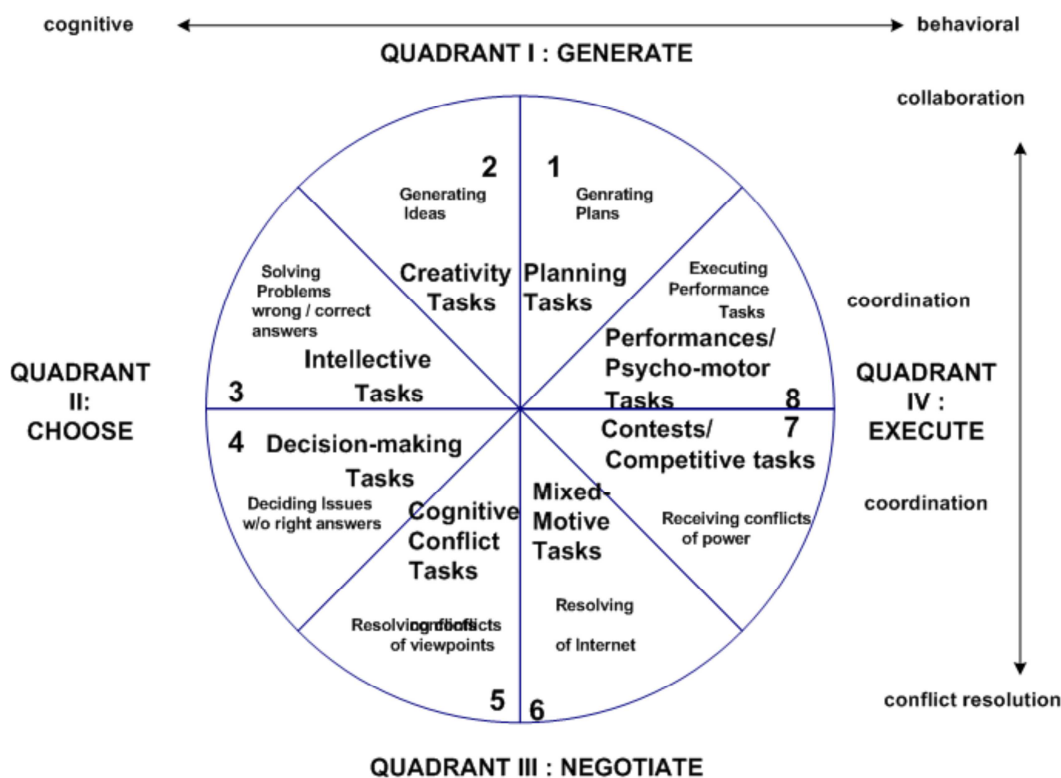 cognitive
behavioral
QUADRANT I : GENERATE
collaboration
2
1
Generating
Ideas
Genrating
Plans
Creativity
Tasks
Planning
Tasks
Solving
Problems
wrong / correct
answers
Executing
Performance
Tasks
coordination
Intellective
Tasks
Performances/
Psycho-motor
Tasks
QUADRANT
II:
CHOOSE
3
8
QUADRANT
IV :
EXECUTE
4
7
Decision-making
Tasks
Contests/
Competitive tasks
Deciding Issues
w/o right answers
Cognitive
Conflict
Tasks
Mixed-
Motive
Tasks
coordination
Receiving conflicts
of power
Resolving conflicts
of viewpoints
Resolving
of Internet
5
6
conflict resolution
QUADRANT III : NEGOTIATE